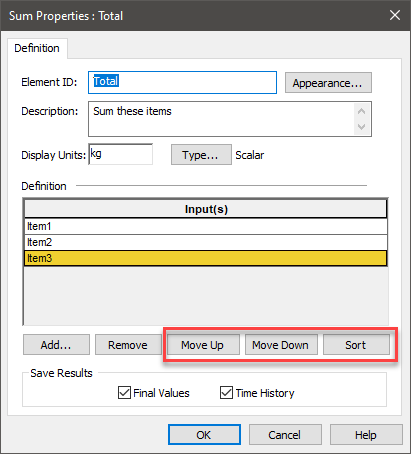 Sum Properties : Total
Definition
Element ID: Total Appearance...
Description: Sum these items
Display Units: kg Type... Scalar
Definition
Input(s)
Item1
Item2
Item3
Add... Remove Move Up Move Down Sort
Save Results
Final Values Time History
OK Cancel Help